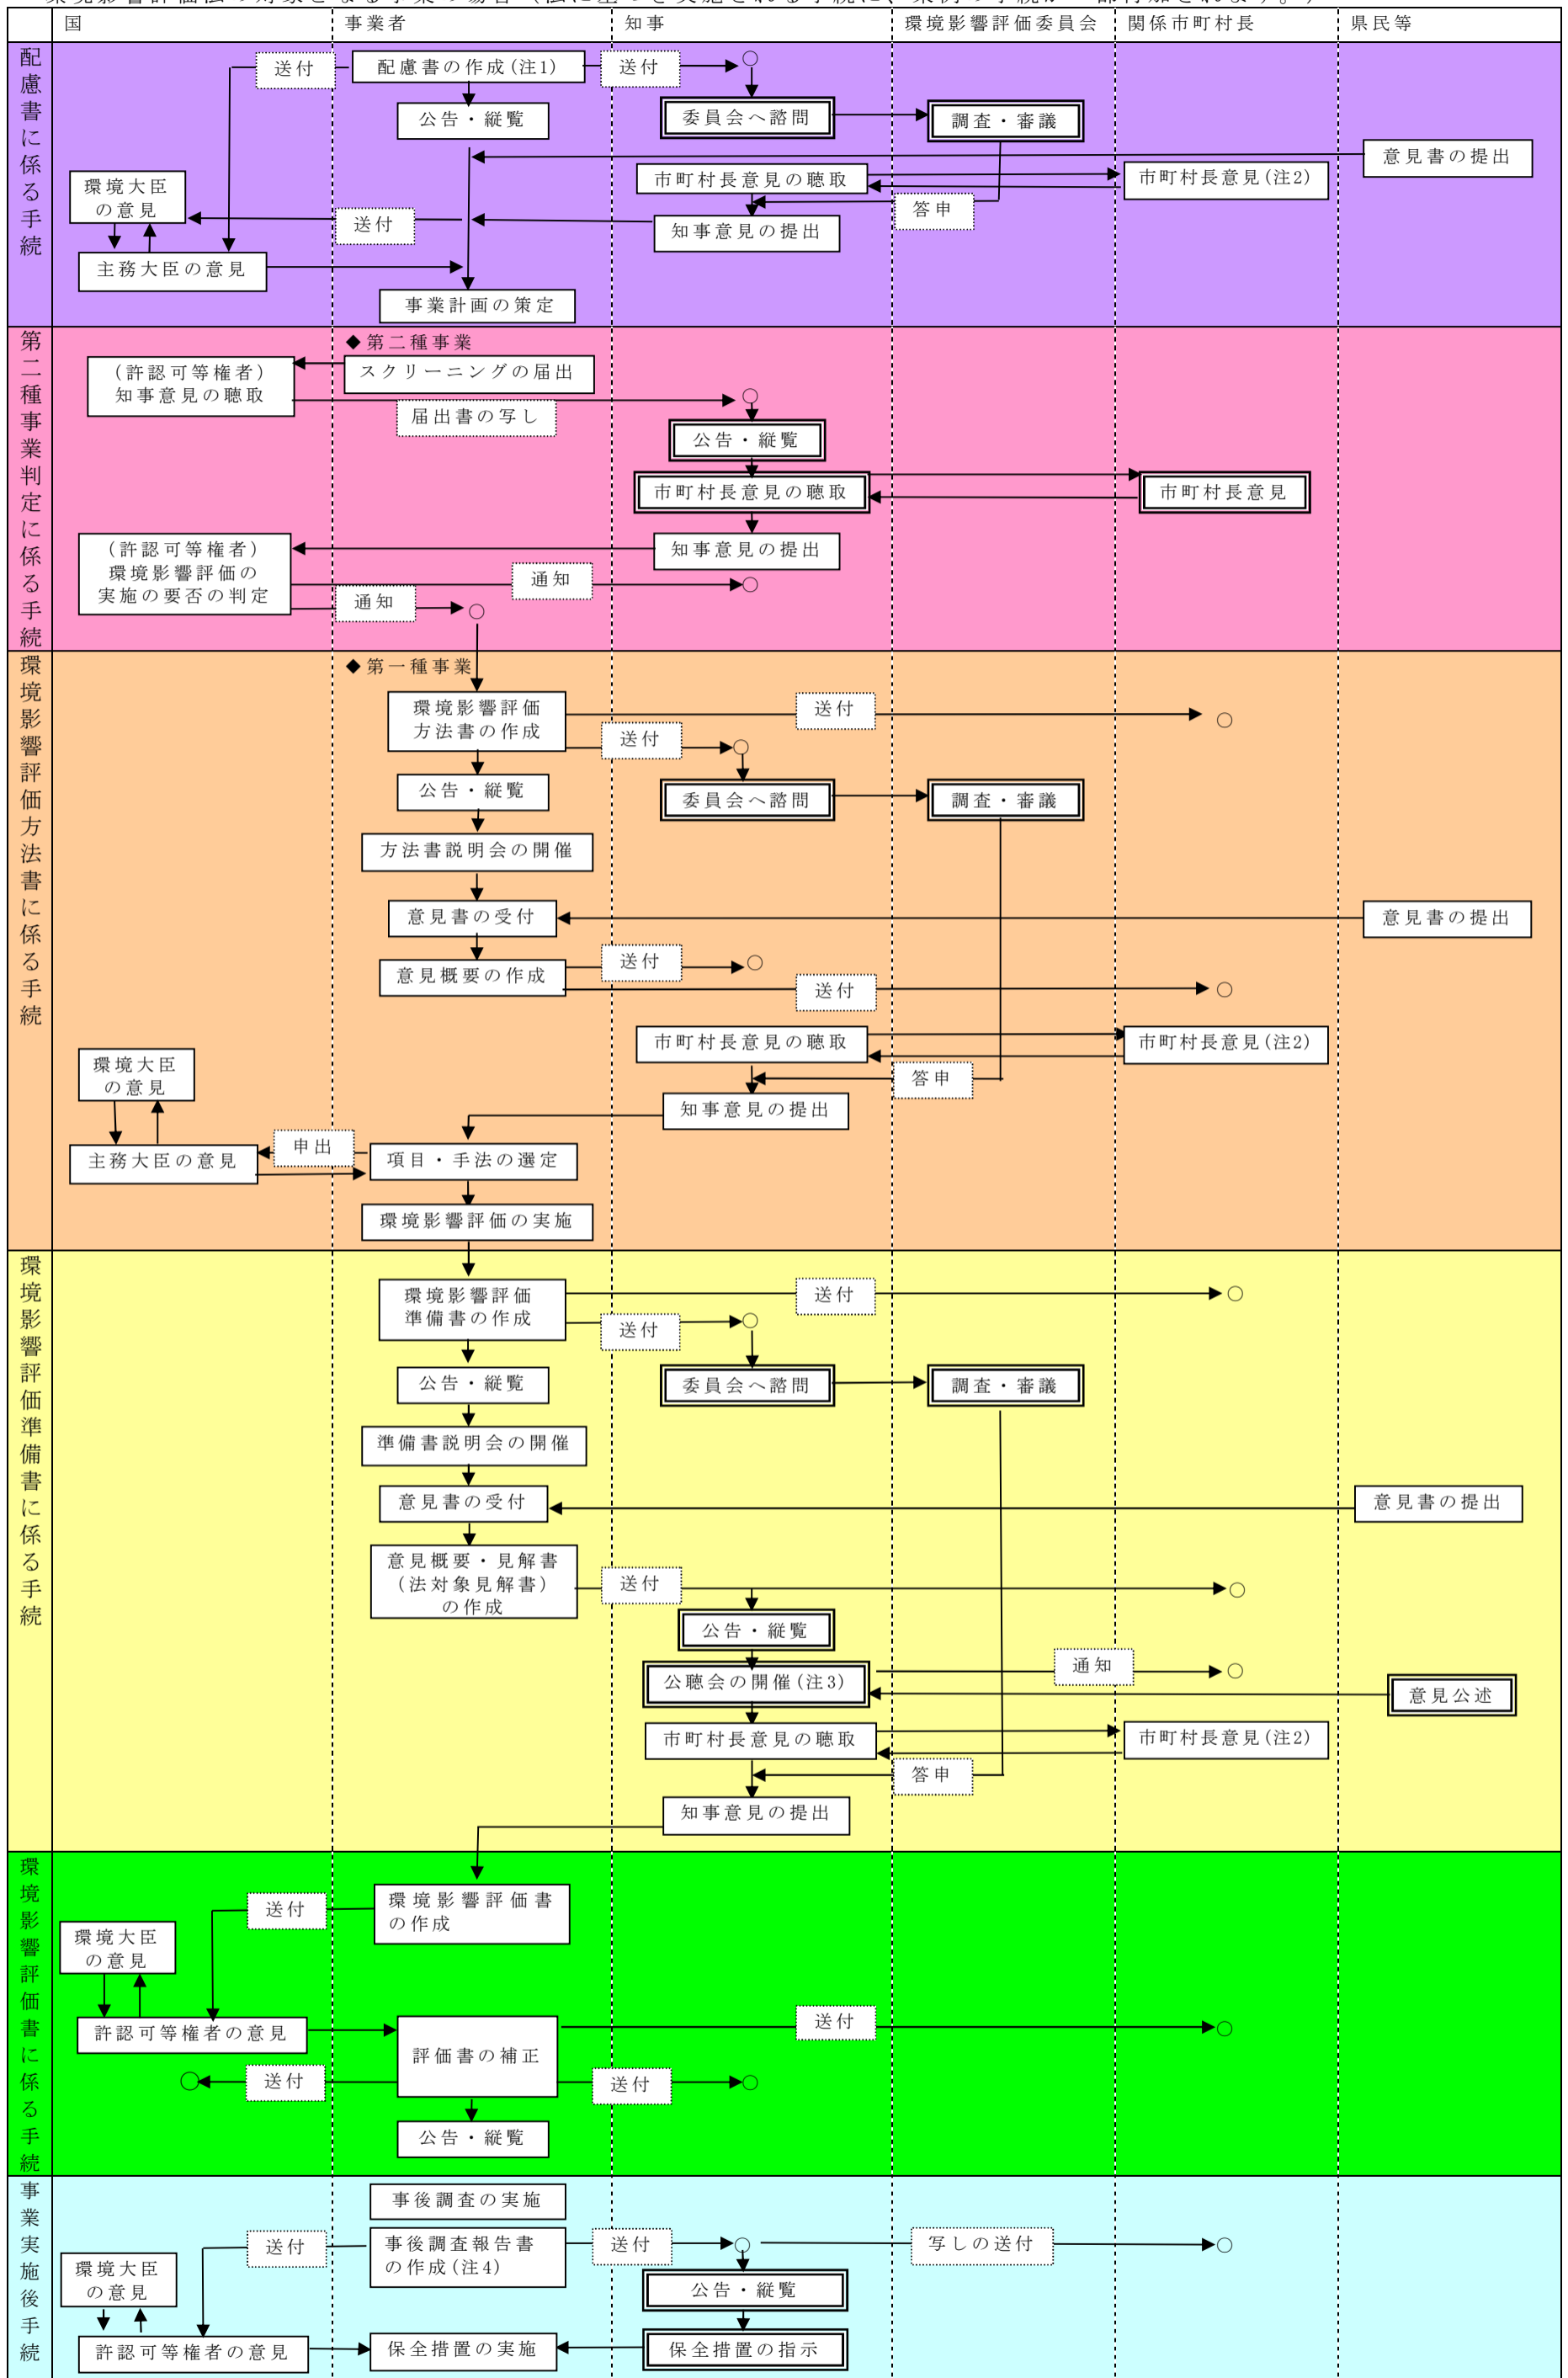 国
事業者
知事
環境影響評価委員会
関係市町村長
県民等
配慮書に係る手続
送付
配慮書の作成(注1)
送付
○
公告・縦覧
委員会へ諮問
調査・審議
意見書の提出
環境大臣
の意見
市町村長意見の聴取
市町村長意見(注2)
答申
送付
知事意見の提出
主務大臣の意見
事業計画の策定
第二種事業判定に係る手続
◆第二種事業
(許認可等権者)
知事意見の聴取
スクリーニングの届出
届出書の写し
○
公告・縦覧
市町村長意見の聴取
市町村長意見
(許認可等権者)
環境影響評価の
実施の要否の判定
知事意見の提出
通知
○
通知
○
環境影響評価方法書に係る手続
◆第一種事業
環境影響評価
方法書の作成
送付
○
送付
○
公告・縦覧
委員会へ諮問
調査・審議
方法書説明会の開催
意見書の受付
意見書の提出
意見概要の作成
送付
○
送付
○
市町村長意見の聴取
市町村長意見(注2)
環境大臣
の意見
答申
知事意見の提出
申出
主務大臣の意見
項目・手法の選定
環境影響評価の実施
環境影響評価準備書に係る手続
環境影響評価
準備書の作成
送付
○
送付
○
公告・縦覧
委員会へ諮問
調査・審議
準備書説明会の開催
意見書の受付
意見書の提出
意見概要・見解書
(法対象見解書)
の作成
送付
○
公告・縦覧
公聴会の開催(注3)
通知
○
意見公述
市町村長意見の聴取
市町村長意見(注2)
答申
知事意見の提出
環境影響評価書に係る手続
送付
環境影響評価書
の作成
環境大臣
の意見
許認可等権者の意見
評価書の補正
送付
○
○
送付
送付
○
公告・縦覧
事業実施後手続
事後調査の実施
送付
事後調査報告書
の作成(注4)
送付
○
写しの送付
○
環境大臣
の意見
公告・縦覧
許認可等権者の意見
保全措置の実施
保全措置の指示